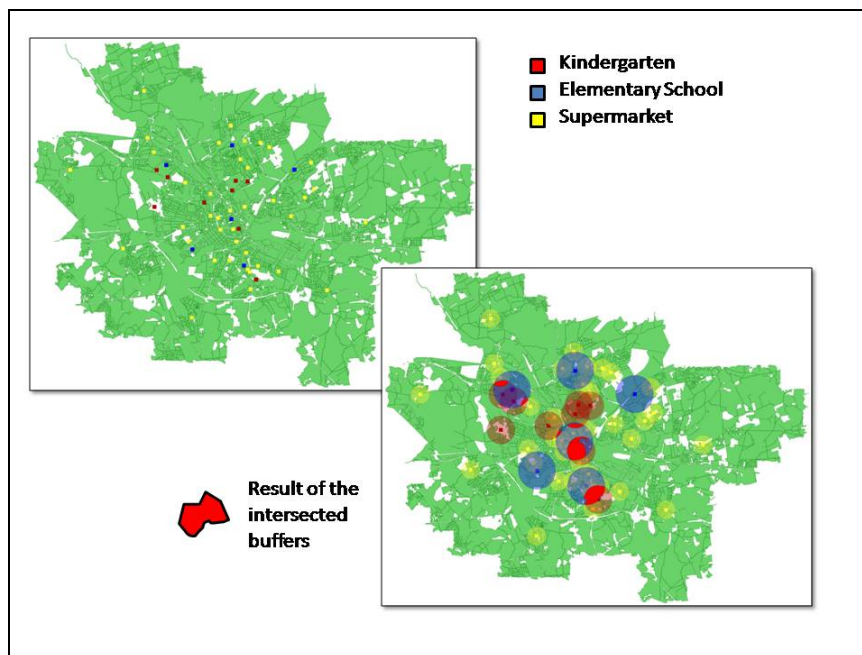 Kindergarten
Elementary School
Supermarket
Result of the
intersected
buffers